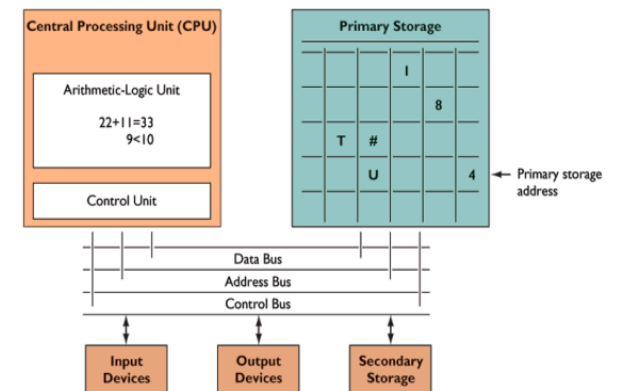 Central Processing Unit (CPU)
Arithmetic-Logic Unit
22+11=33
9<10
Control Unit
Primary Storage
I
8
T #
U 4
Primary storage
address
Data Bus
Address Bus
Control Bus
Input
Devices
Output
Devices
Secondary
Storage